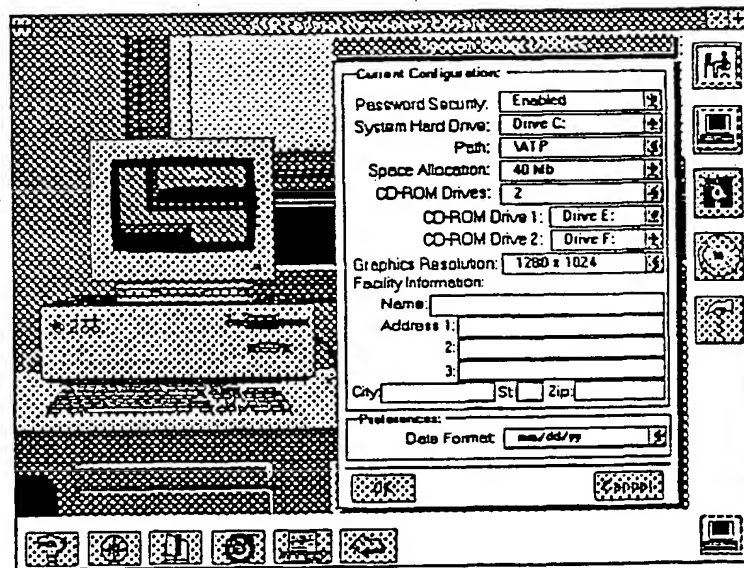 Current Configuration:
Password Security: Enabled
System Hard Drive: Drive C:
Path: \ATP
Space Allocation: 40 Mb
CD-ROM Drives: 2
CD-ROM Drive 1: Drive E:
CD-ROM Drive 2: Drive F:
Graphics Resolution: 1280 x 1024
Facility Information:
Name:
Address 1:
2:
3:
City: St: Zip:
Preferences:
Date Format: mm/dd/yy
OK Cancel